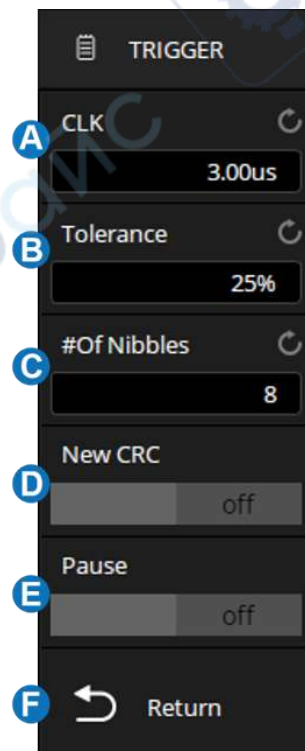 TRIGGER
A
CLK
3.00us
B
Tolerance
25%
C
#Of Nibbles
8
D
New CRC
off
E
Pause
off
F
Return